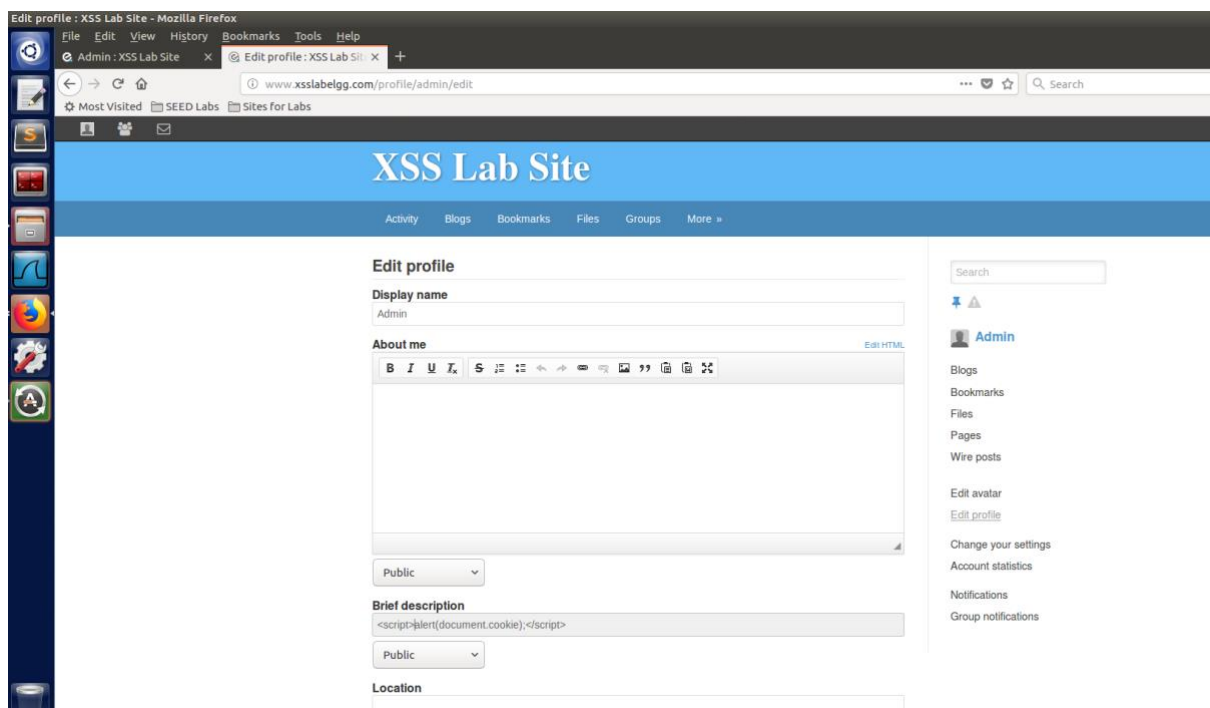 Edit profile : XSS Lab Site - Mozilla Firefox
File Edit View History Bookmarks Tools Help
Admin : XSS Lab Site × Edit profile : XSS Lab Sit × +
www.xsslabelgg.com/profile/admin/edit ... Search
Most Visited SEED Labs Sites for Labs
XSS Lab Site
Activity Blogs Bookmarks Files Groups More »
Edit profile
Display name
Admin
About me Edit HTML
B I U Tx S
Public
Brief description
<script>alert(document.cookie);</script>
Public
Location
Search
Admin
Blogs
Bookmarks
Files
Pages
Wire posts
Edit avatar
Edit profile
Change your settings
Account statistics
Notifications
Group notifications